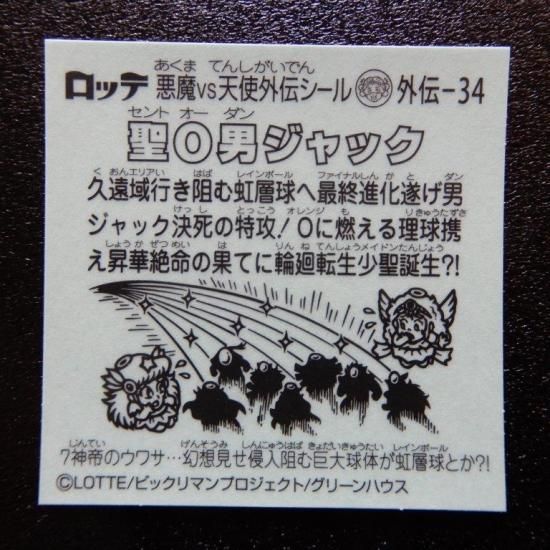 ロッテ 悪魔VS天使外伝シール 外伝-34
あくま てんしがいでん
セント オー ダン
聖O男ジャック
くおんエリアい はば レインボール ファイナルしんかと ダン
久遠域行き阻む虹層球へ最終進化遂げ男
けっし とっこう オレンジ も りきゅうたずさ
ジャック決死の特攻!Oに燃える理球携
しょうかぜつめい は りんねてんしょうメイドンたんじょう
え昇華絶命の果てに輪廻転生少聖誕生?!
じんてい げんそうみ しんにゅうはば きょだいきゅうたい レインボール
7神帝のウワサ…幻想見せ侵入阻む巨大球体が虹層球とか?!
©LOTTE/ビックリマンプロジェクト/グリーンハウス